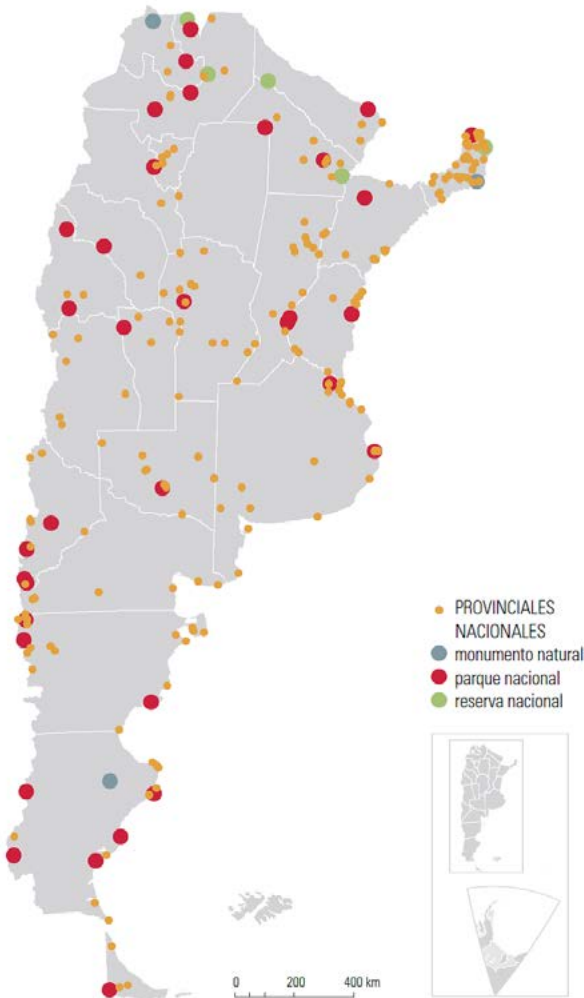 PROVINCIALES
NACIONALES
monumento natural
parque nacional
reserva nacional
0 200 400 km